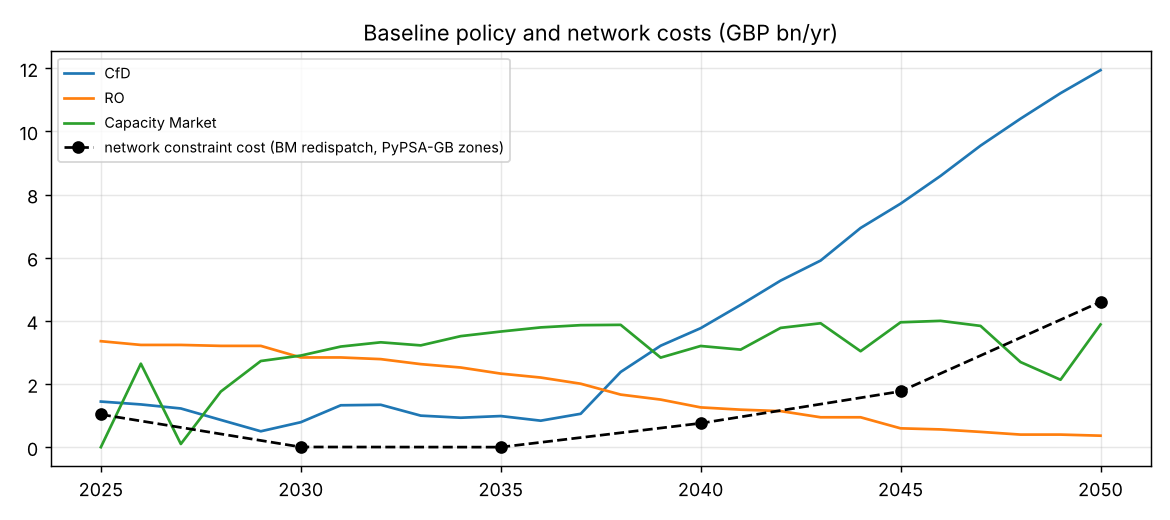 Baseline policy and network costs (GBP bn/yr)
CfD
RO
Capacity Market
network constraint cost (BM redispatch, PyPSA-GB zones)
12
10
8
6
4
2
0
2025 2030 2035 2040 2045 2050